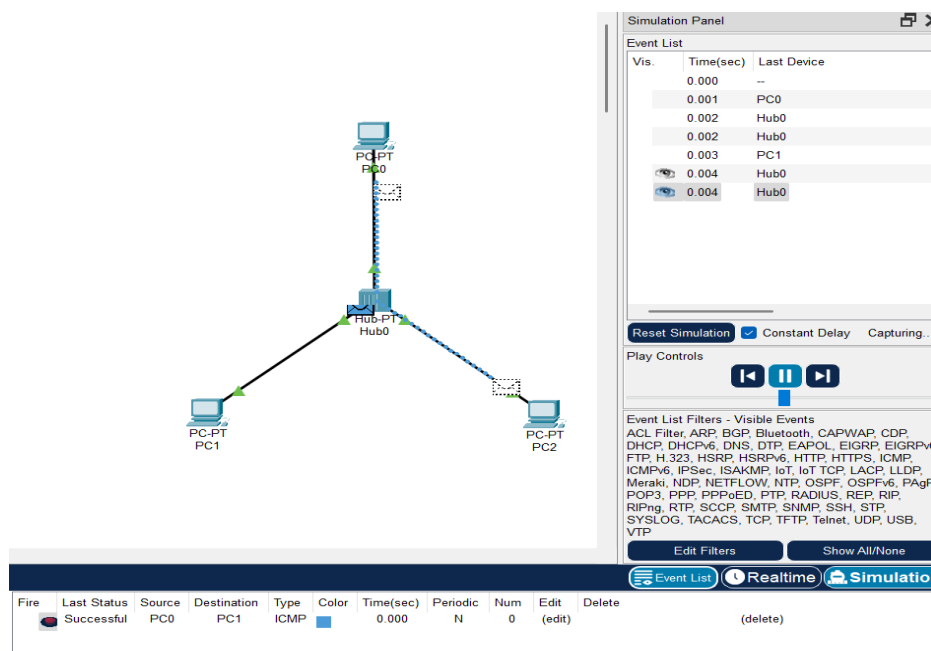 Simulation Panel
Event List
Vis. Time(sec) Last Device
0.000 --
0.001 PC0
0.002 Hub0
0.002 Hub0
0.003 PC1
0.004 Hub0
0.004 Hub0
PC-PT
PC0
Hub-PT
Hub0
PC-PT
PC1
PC-PT
PC2
Reset Simulation Constant Delay Capturing..
Play Controls
Event List Filters - Visible Events
ACL Filter, ARP, BGP, Bluetooth, CAPWAP, CDP,
DHCP, DHCPv6, DNS, DTP, EAPOL, EIGRP, EIGRPv6
FTP, H.323, HSRP, HSRPv6, HTTP, HTTPS, ICMP,
ICMPv6, IPSec, ISAKMP, IoT, IoT TCP, LACP, LLDP,
Meraki, NDP, NETFLOW, NTP, OSPF, OSPFv6, PAgP
POP3, PPP, PPPoED, PTP, RADIUS, REP, RIP,
RIPng, RTP, SCCP, SMTP, SNMP, SSH, STP,
SYSLOG, TACACS, TCP, TFTP, Telnet, UDP, USB,
VTP
Edit Filters Show All/None
Event List Realtime Simulatio
Fire Last Status Source Destination Type Color Time(sec) Periodic Num Edit Delete
Successful PC0 PC1 ICMP 0.000 N 0 (edit) (delete)